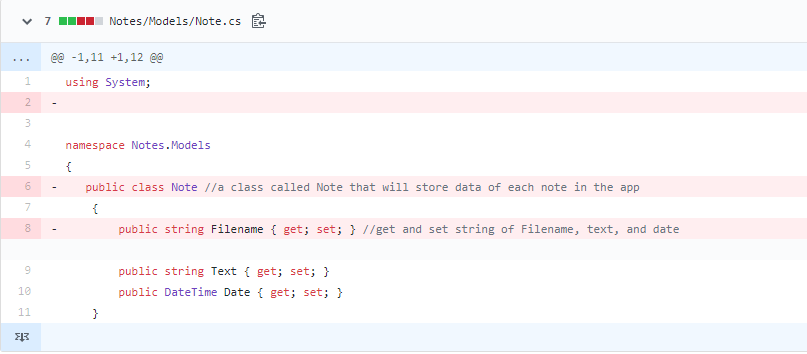 7 Notes/Models/Note.cs
... @@ -1,11 +1,12 @@
1 using System;
2 -
3
4 namespace Notes.Models
5 {
6 - public class Note //a class called Note that will store data of each note in the app
7 {
8 - public string Filename { get; set; } //get and set string of Filename, text, and date
9 public string Text { get; set; }
10 public DateTime Date { get; set; }
11 }